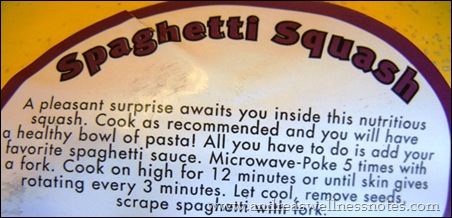 Spaghetti Squash
A pleasant surprise awaits you inside this nutritious
squash. Cook as recommended and you will have
a healthy bowl of pasta! All you have to do is add your
favorite spaghetti sauce. Microwave-Poke 5 times with
a fork. Cook on high for 12 minutes or until skin gives
rotating every 3 minutes. Let cool, remove seeds,
scrape spaghetti with fork.
www.andreaswellnessnotes.com